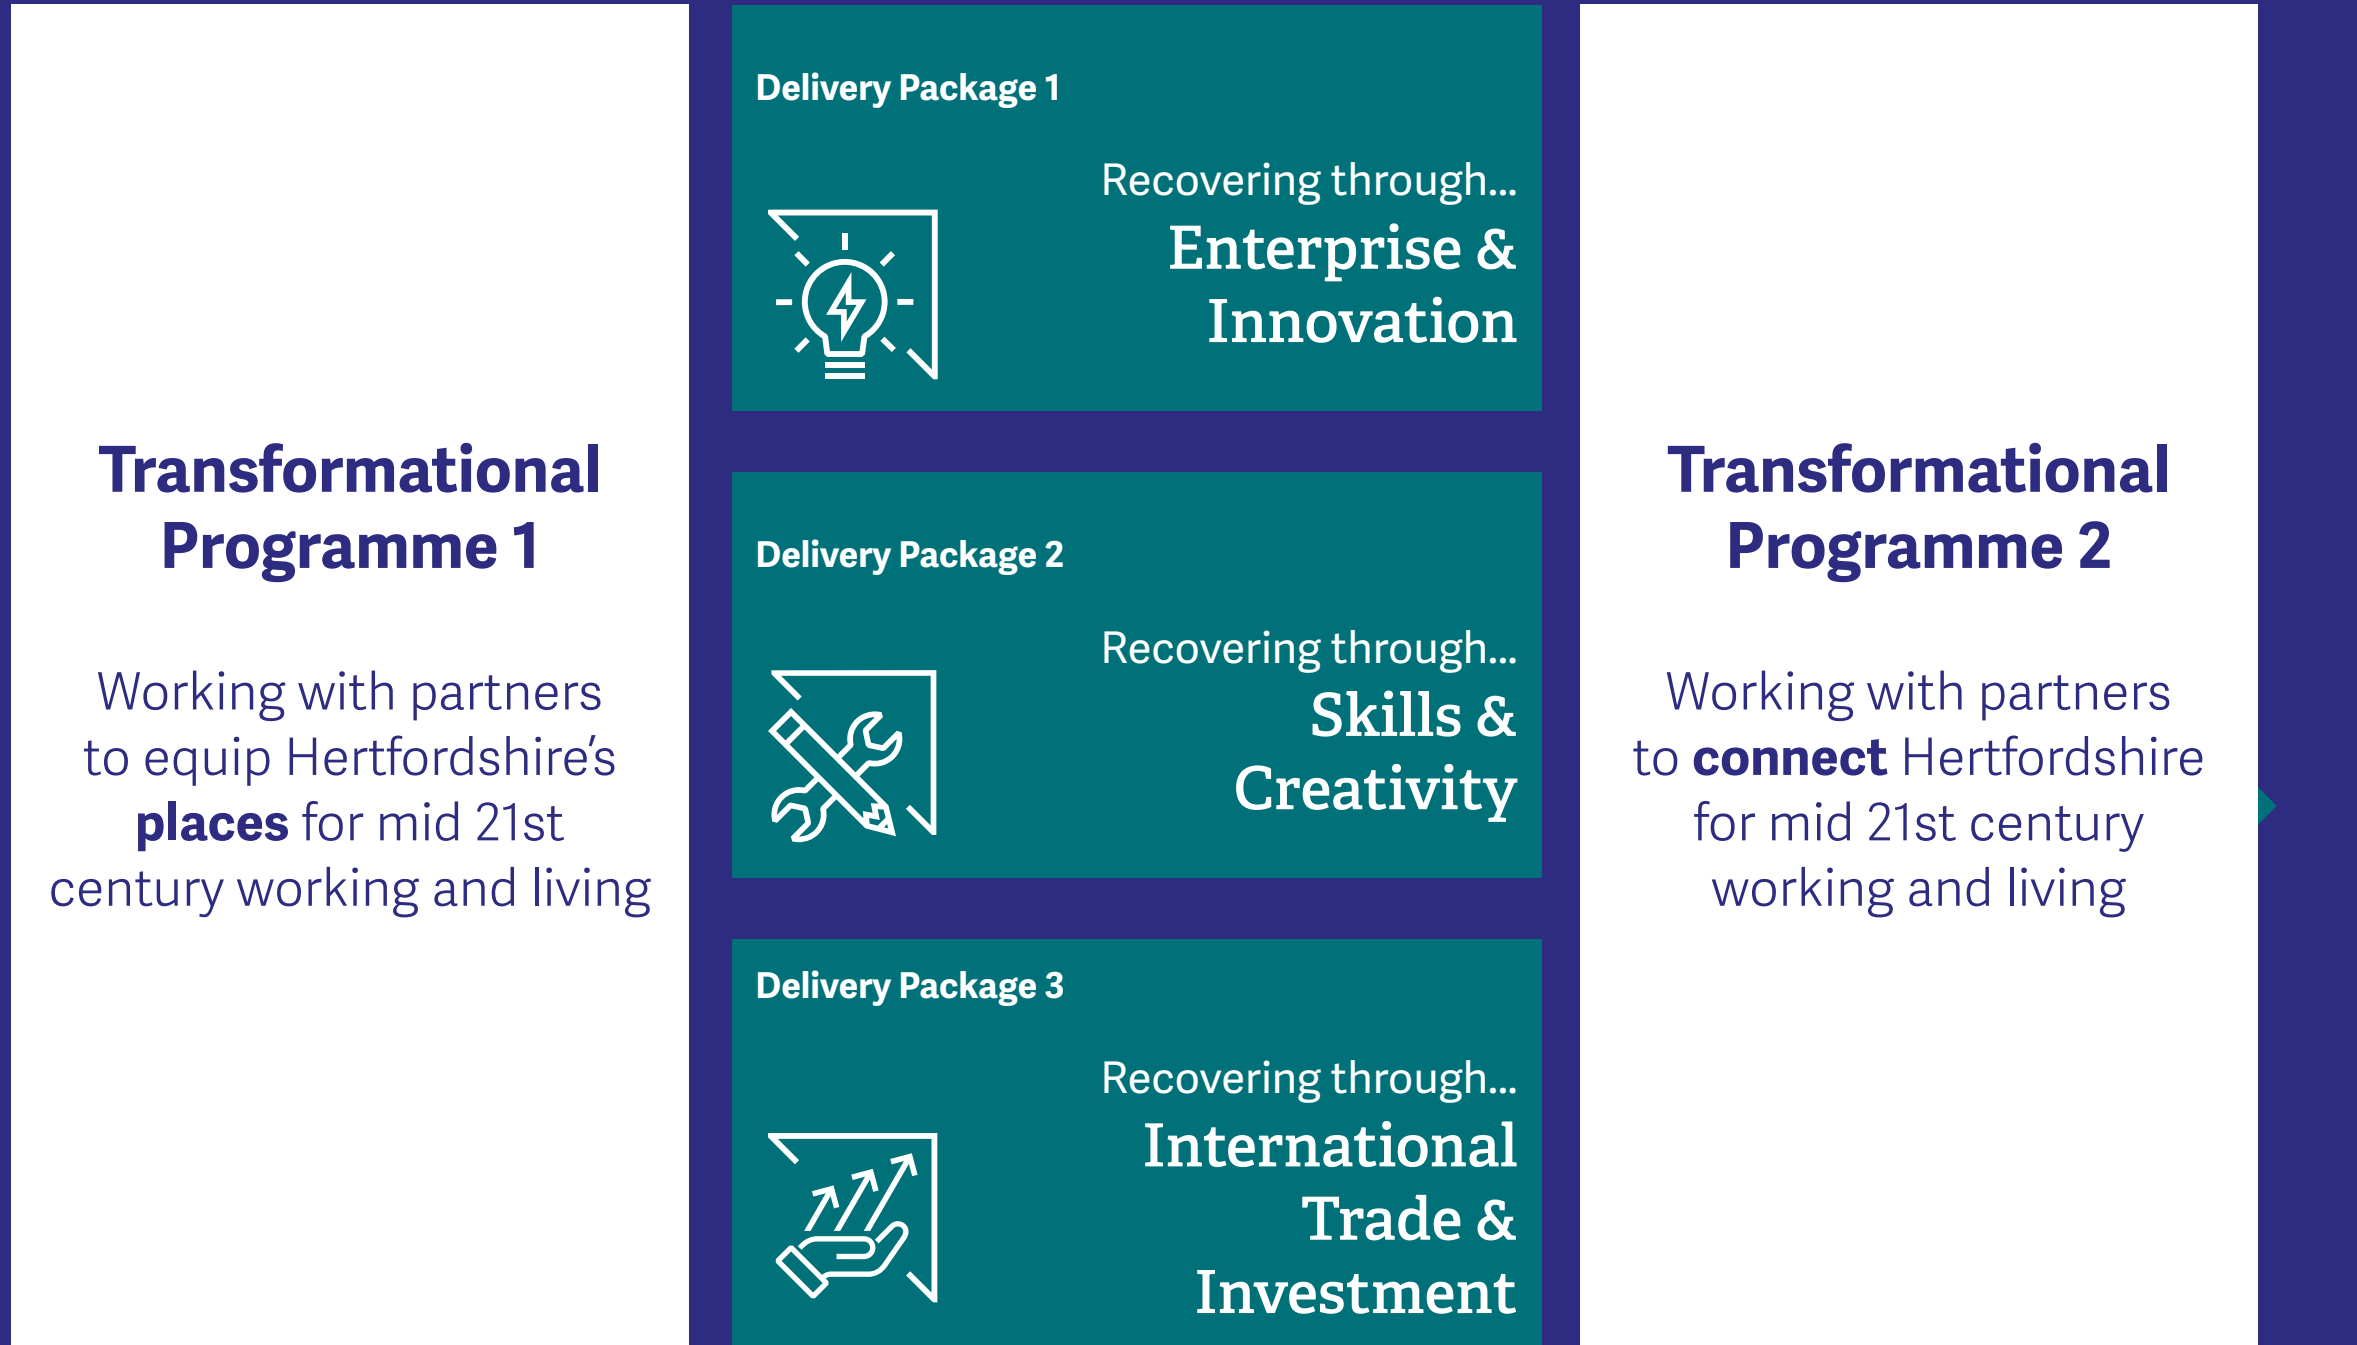 Transformational
Programme 1
Working with partners
to equip Hertfordshire’s
places for mid 21st
century working and living
Delivery Package 1
Recovering through...
Enterprise &
Innovation
Delivery Package 2
Recovering through...
Skills &
Creativity
Delivery Package 3
Recovering through...
International
Trade &
Investment
Transformational
Programme 2
Working with partners
to connect Hertfordshire
for mid 21st century
working and living